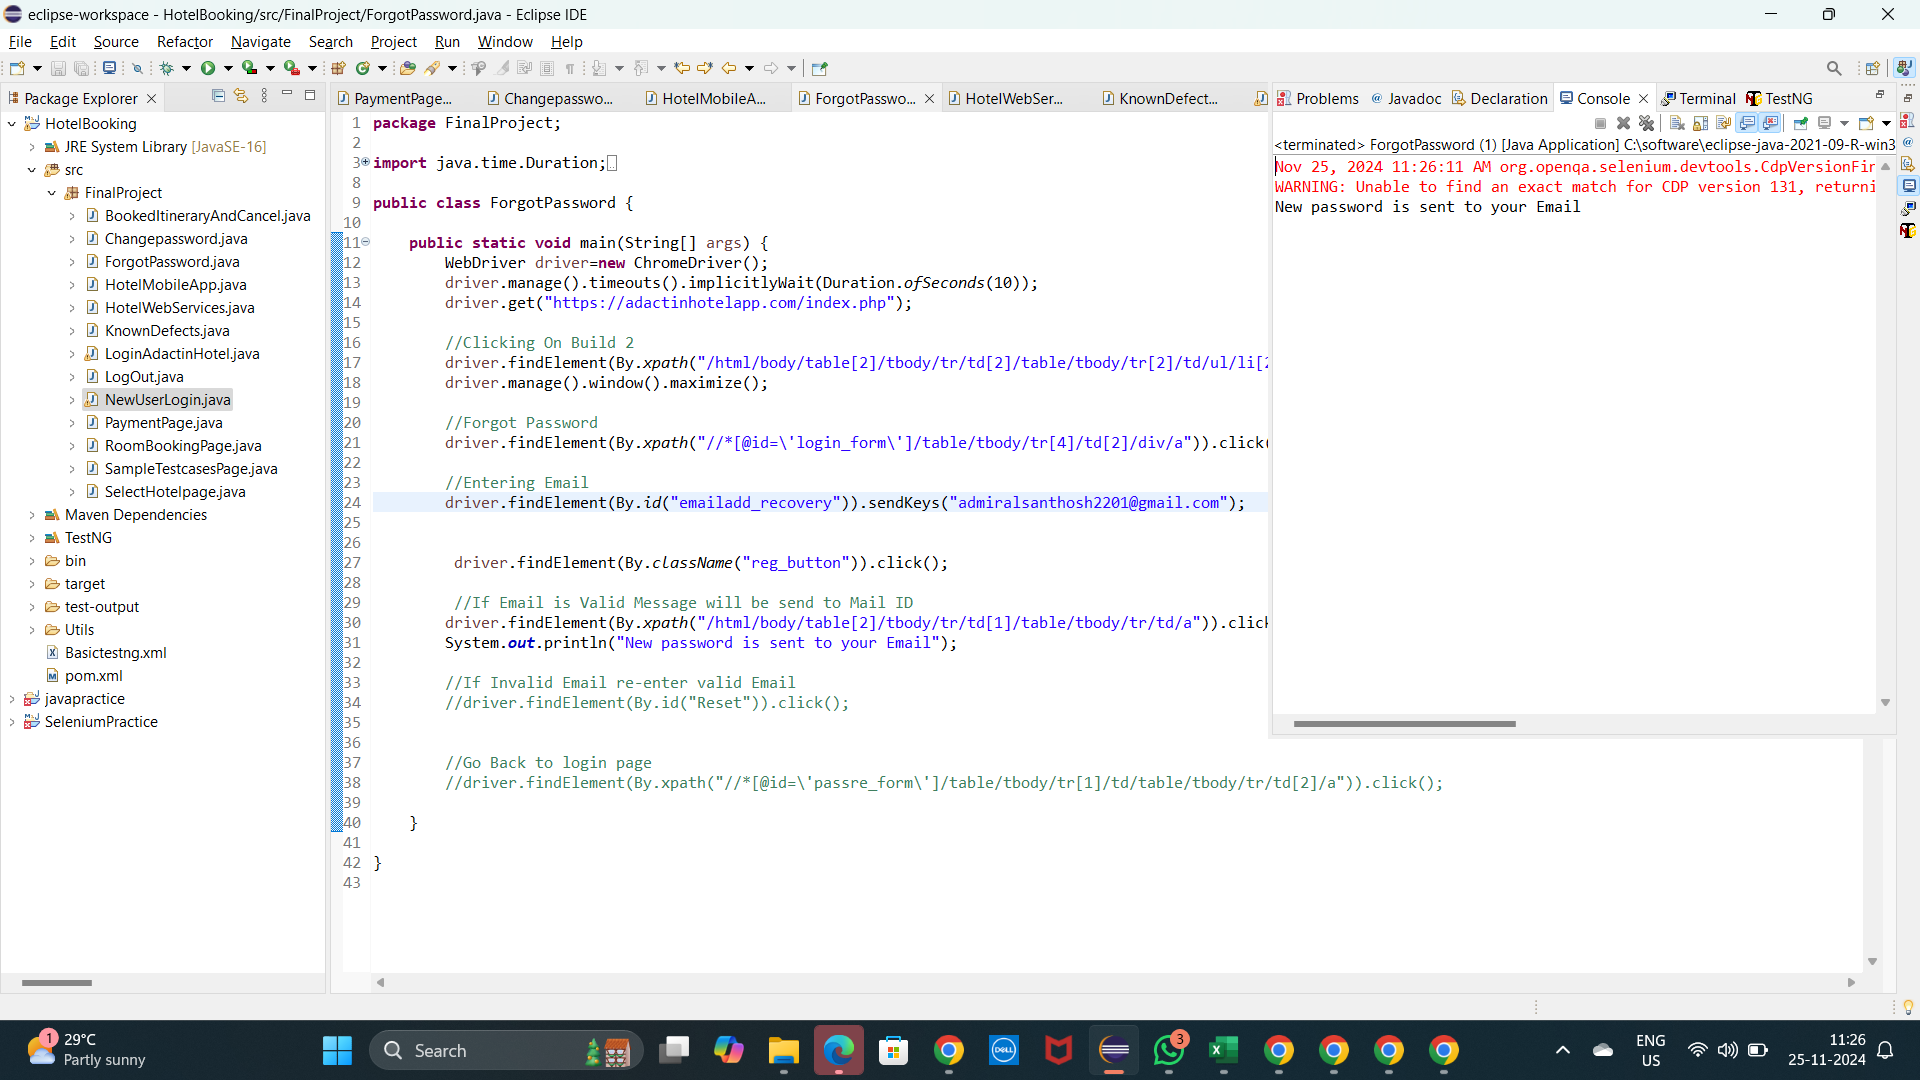 eclipse-workspace - HotelBooking/src/FinalProject/ForgotPassword.java - Eclipse IDE
File Edit Source Refactor Navigate Search Project Run Window Help
Package Explorer
HotelBooking
JRE System Library [JavaSE-16]
src
FinalProject
BookedItineraryAndCancel.java
Changepassword.java
ForgotPassword.java
HotelMobileApp.java
HotelWebServices.java
KnownDefects.java
LoginAdactinHotel.java
LogOut.java
NewUserLogin.java
PaymentPage.java
RoomBookingPage.java
SampleTestcasesPage.java
SelectHotelpage.java
Maven Dependencies
TestNG
bin
target
test-output
Utils
Basictestng.xml
pom.xml
javapractice
SeleniumPractice
PaymentPage... Changepasswo... HotelMobileA... ForgotPasswo... HotelWebSer... KnownDefect...
1 package FinalProject;
2
3 import java.time.Duration;
8
9 public class ForgotPassword {
10
11 public static void main(String[] args) {
12 WebDriver driver=new ChromeDriver();
13 driver.manage().timeouts().implicitlyWait(Duration.ofSeconds(10));
14 driver.get("https://adactinhotelapp.com/index.php");
15
16 //Clicking On Build 2
17 driver.findElement(By.xpath("/html/body/table[2]/tbody/tr/td[2]/table/tbody/tr[2]/td/ul/li[2
18 driver.manage().window().maximize();
19
20 //Forgot Password
21 driver.findElement(By.xpath("//*[@id=\'login_form\']/table/tbody/tr[4]/td[2]/div/a")).click(
22
23 //Entering Email
24 driver.findElement(By.id("emailadd_recovery")).sendKeys("admiralsanthosh2201@gmail.com");
25
26
27 driver.findElement(By.className("reg_button")).click();
28
29 //If Email is Valid Message will be send to Mail ID
30 driver.findElement(By.xpath("/html/body/table[2]/tbody/tr/td[1]/table/tbody/tr/td/a")).click
31 System.out.println("New password is sent to your Email");
32
33 //If Invalid Email re-enter valid Email
34 //driver.findElement(By.id("Reset")).click();
35
36
37 //Go Back to login page
38 //driver.findElement(By.xpath("//*[@id=\'passre_form\']/table/tbody/tr[1]/td/table/tbody/tr/td[2]/a")).click();
39
40 }
41
42 }
43
Problems Javadoc Declaration Console Terminal TestNG
<terminated> ForgotPassword (1) [Java Application] C:\software\eclipse-java-2021-09-R-win3
Nov 25, 2024 11:26:11 AM org.openqa.selenium.devtools.CdpVersionFin
WARNING: Unable to find an exact match for CDP version 131, returni
New password is sent to your Email
1
29°C
Partly sunny
Search
DELL
3
ENG
US
11:26
25-11-2024